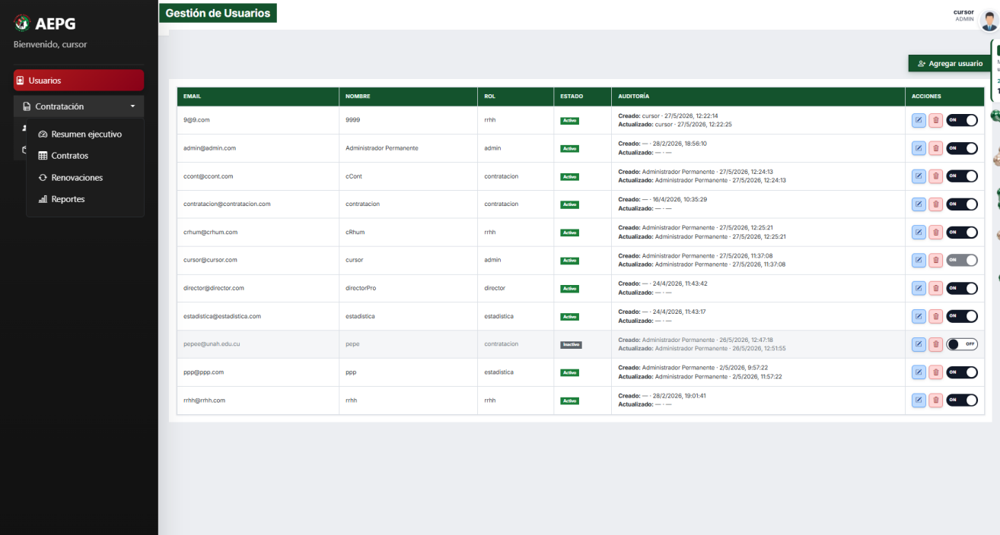 AEPG
Bienvenido, cursor
Usuarios
Contratación
Resumen ejecutivo
Contratos
Renovaciones
Reportes
Gestión de Usuarios
cursor
ADMIN
Agregar usuario
EMAIL NOMBRE ROL ESTADO AUDITORÍA ACCIONES
9@9.com 9999 rrhh Activo Creado: cursor · 27/5/2026, 12:22:14 ON
Actualizado: cursor · 27/5/2026, 12:22:25
admin@admin.com Administrador Permanente admin Activo Creado: — · 28/2/2026, 18:56:10 ON
Actualizado: — · —
ccont@ccont.com cCont contratacion Activo Creado: Administrador Permanente · 27/5/2026, 12:24:13 ON
Actualizado: Administrador Permanente · 27/5/2026, 12:24:13
contratacion@contratacion.com contratacion contratacion Activo Creado: — · 16/4/2026, 10:35:29 ON
Actualizado: — · —
crhum@crhum.com cRhum rrhh Activo Creado: Administrador Permanente · 27/5/2026, 12:25:21 ON
Actualizado: Administrador Permanente · 27/5/2026, 12:25:21
cursor@cursor.com cursor admin Activo Creado: Administrador Permanente · 27/5/2026, 11:37:08 ON
Actualizado: Administrador Permanente · 27/5/2026, 11:37:08
director@director.com directorPro director Activo Creado: — · 24/4/2026, 11:43:42 ON
Actualizado: — · —
estadistica@estadistica.com estadistica estadistica Activo Creado: — · 24/4/2026, 11:43:17 ON
Actualizado: — · —
pepee@unah.edu.cu pepe contratacion Inactivo Creado: Administrador Permanente · 26/5/2026, 12:47:18 OFF
Actualizado: Administrador Permanente · 26/5/2026, 12:51:55
ppp@ppp.com ppp estadistica Activo Creado: Administrador Permanente · 2/5/2026, 9:57:22 ON
Actualizado: Administrador Permanente · 2/5/2026, 11:57:22
rrhh@rrhh.com rrhh rrhh Activo Creado: — · 28/2/2026, 19:01:41 ON
Actualizado: — · —